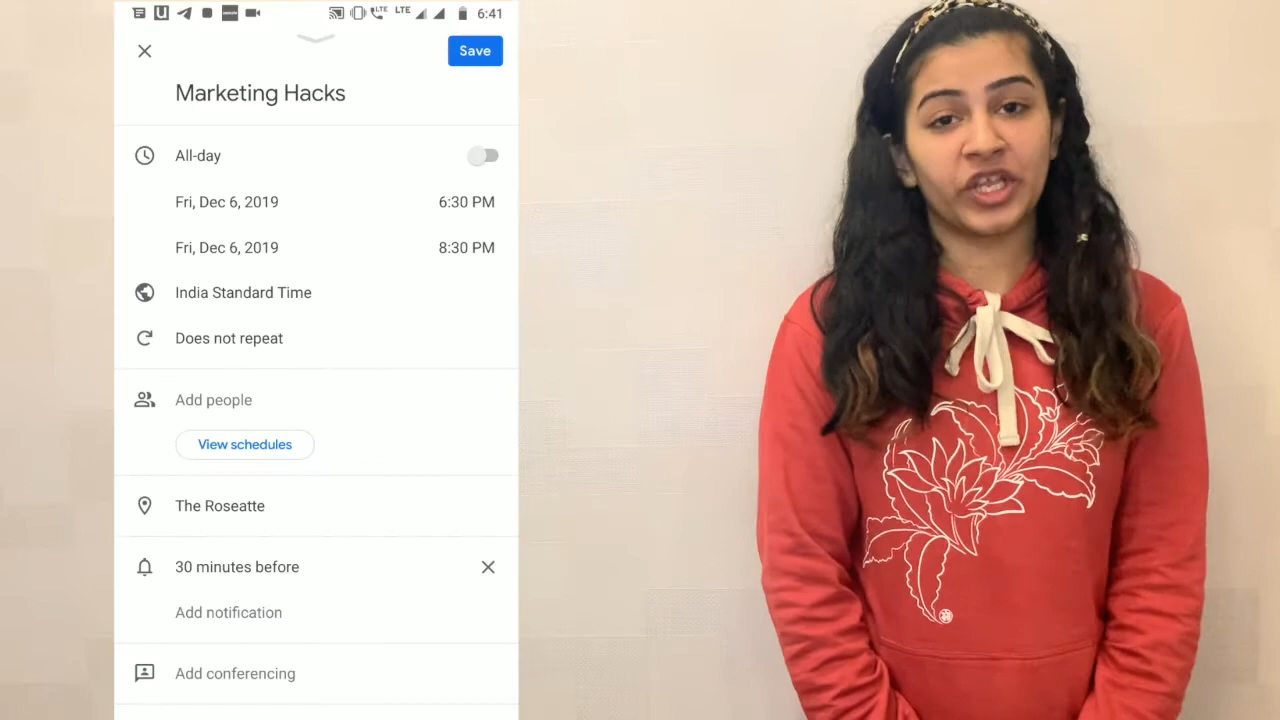 LTE LTE 6:41
Save
Marketing Hacks
All-day
Fri, Dec 6, 2019 6:30 PM
Fri, Dec 6, 2019 8:30 PM
India Standard Time
Does not repeat
Add people
View schedules
The Roseatte
30 minutes before
Add notification
Add conferencing